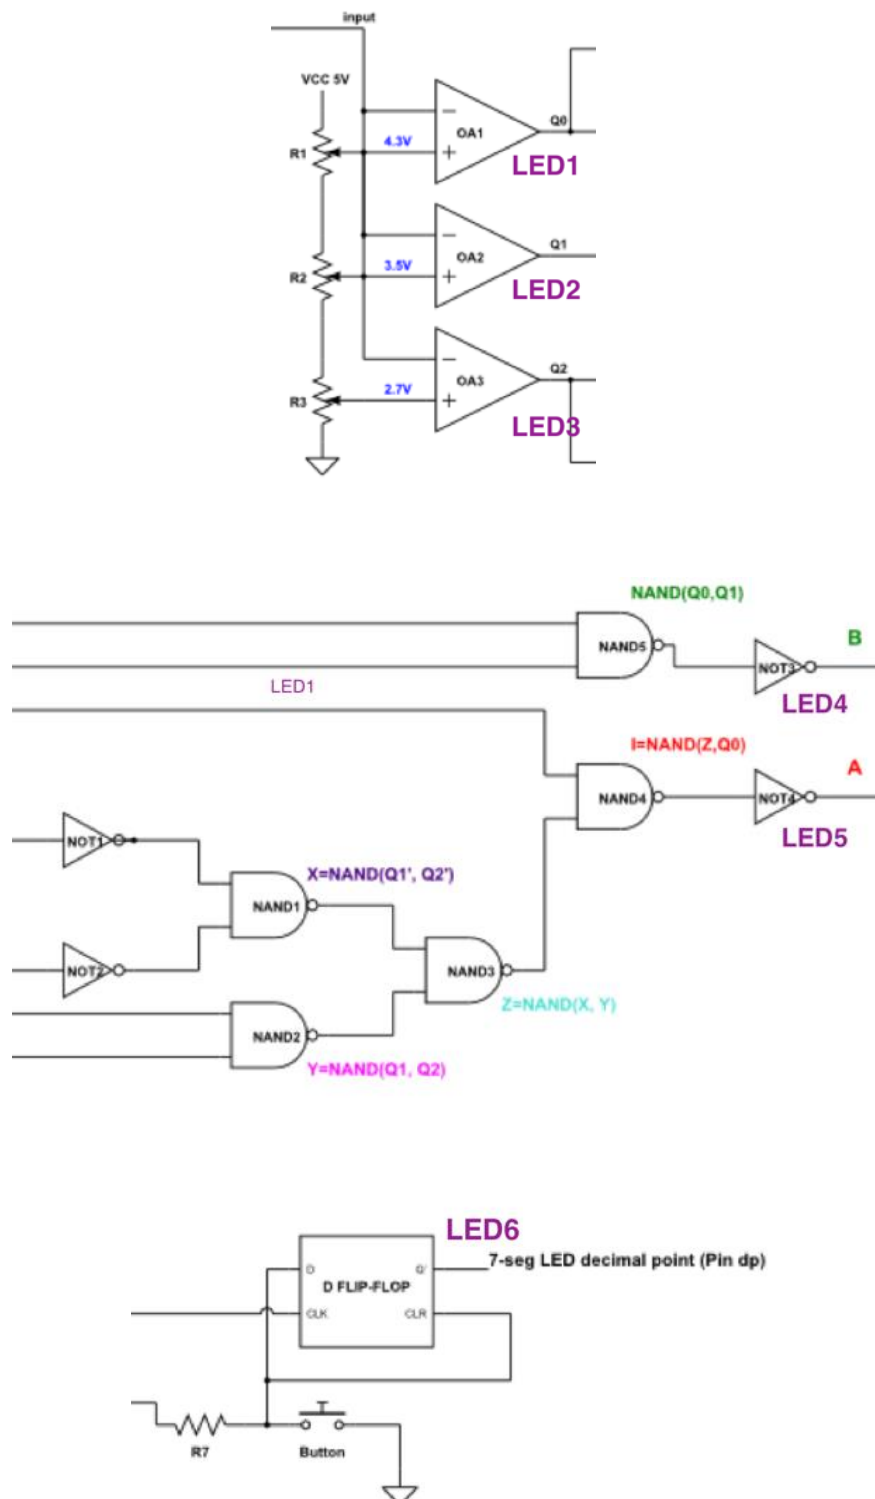 input
VCC 5V
Q0
OA1
4.3V
R1
LED1
Q1
OA2
3.5V
R2
LED2
Q2
OA3
2.7V
R3
LED3
NAND(Q0,Q1)
B
NAND5
NOT3
LED1
LED4
I=NAND(Z,Q0)
A
NAND4
NOT4
LED5
NOT1
X=NAND(Q1', Q2')
NAND1
NOT2
NAND3
Z=NAND(X, Y)
NAND2
Y=NAND(Q1, Q2)
LED6
7-seg LED decimal point (Pin dp)
D
Q'
D FLIP-FLOP
CLK
CLR
R7
Button